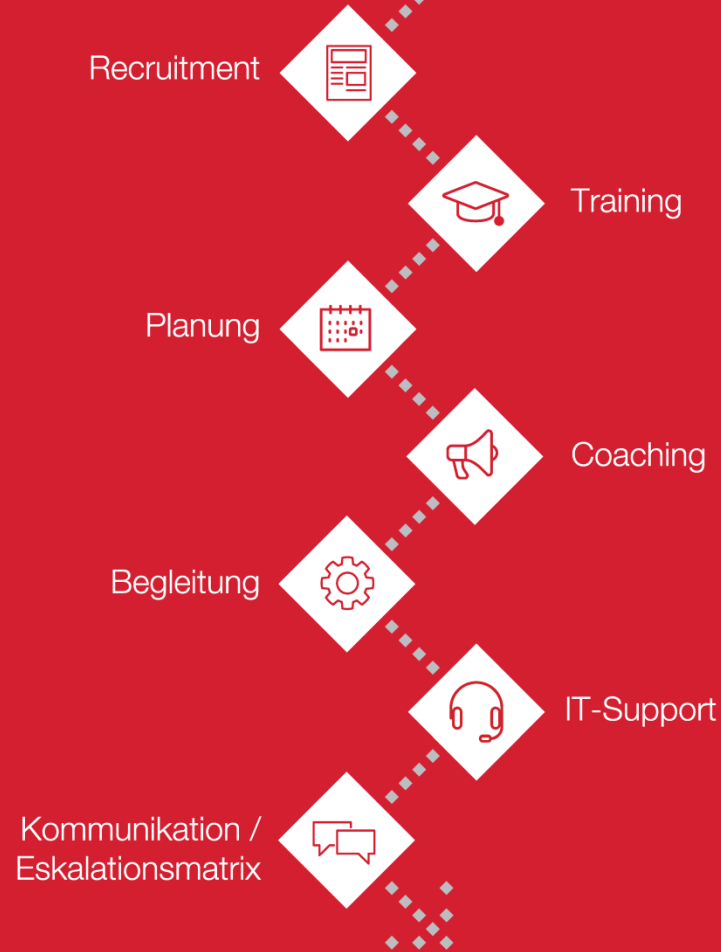 Recruitment
Training
Planung
Coaching
Begleitung
IT-Support
Kommunikation /
Eskalationsmatrix